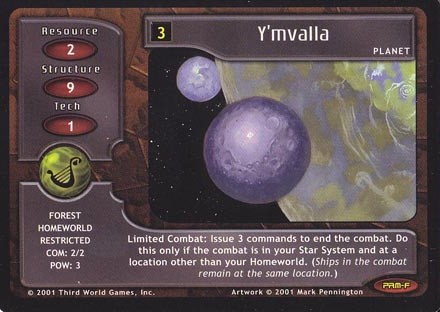 Resource
2
Structure
9
Tech
1
3
Y'mvalla
PLANET
FOREST
HOMEWORLD
RESTRICTED
COM: 2/2
POW: 3
Limited Combat: Issue 3 commands to end the combat. Do
this only if the combat is in your Star System and at a
location other than your Homeworld. (Ships in the combat
remain at the same location.)
© 2001 Third World Games, Inc.
Artwork © 2001 Mark Pennington
PRM-F